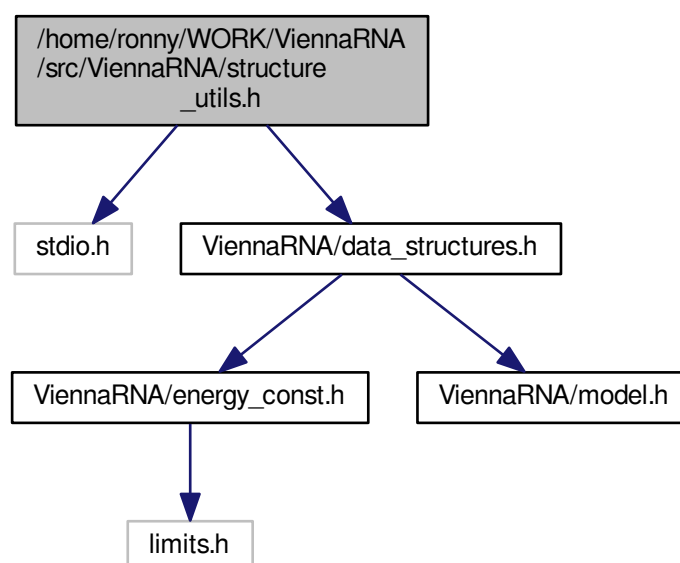 /home/ronny/WORK/ViennaRNA
/src/ViennaRNA/structure
_utils.h
stdio.h
ViennaRNA/data_structures.h
ViennaRNA/energy_const.h
ViennaRNA/model.h
limits.h